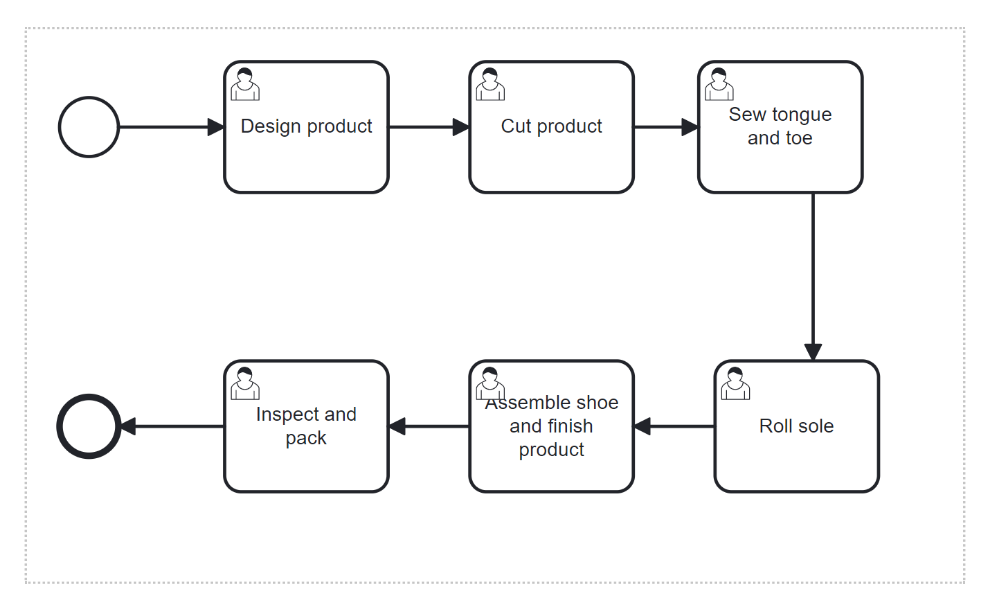 Design product
Cut product
Sew tongue
and toe
Inspect and
pack
Assemble shoe
and finish
product
Roll sole